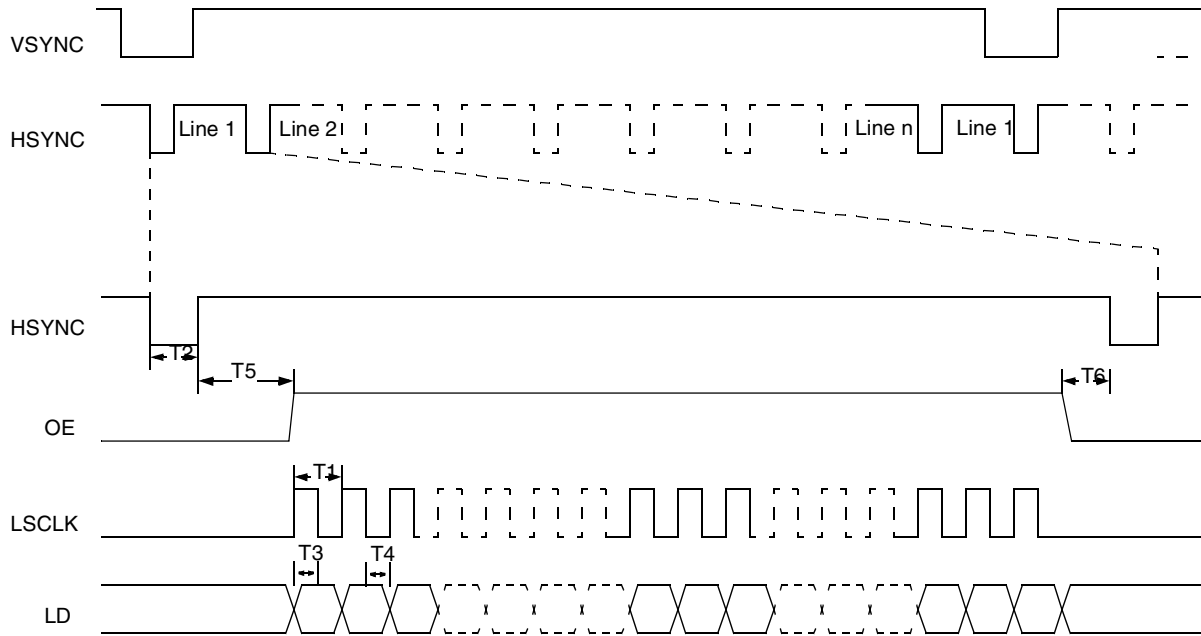 VSYNC
HSYNC
Line 1
Line 2
Line n
Line 1
HSYNC
T2
T5
T6
OE
T1
LSCLK
T3
T4
LD